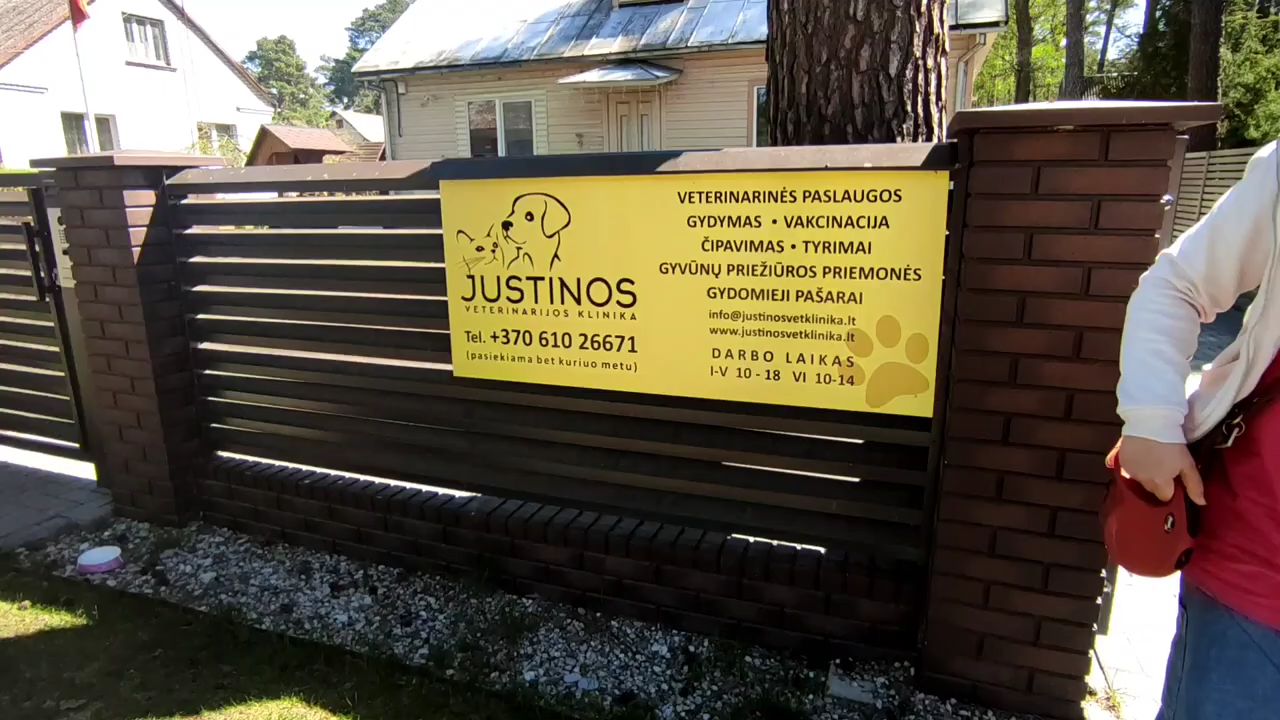 JUSTINOS
VETERINARIJOS KLINIKA
Tel. +370 610 26671
(pasiekiama bet kuriuo metu)
VETERINARINĖS PASLAUGOS
GYDYMAS • VAKCINACIJA
ČIPAVIMAS • TYRIMAI
GYVŪNŲ PRIEŽIŪROS PRIEMONĖS
GYDOMIEJI PAŠARAI
info@justinosvetklinika.lt
www.justinosvetklinika.lt
DARBO LAIKAS
I-V 10-18 VI 10-14